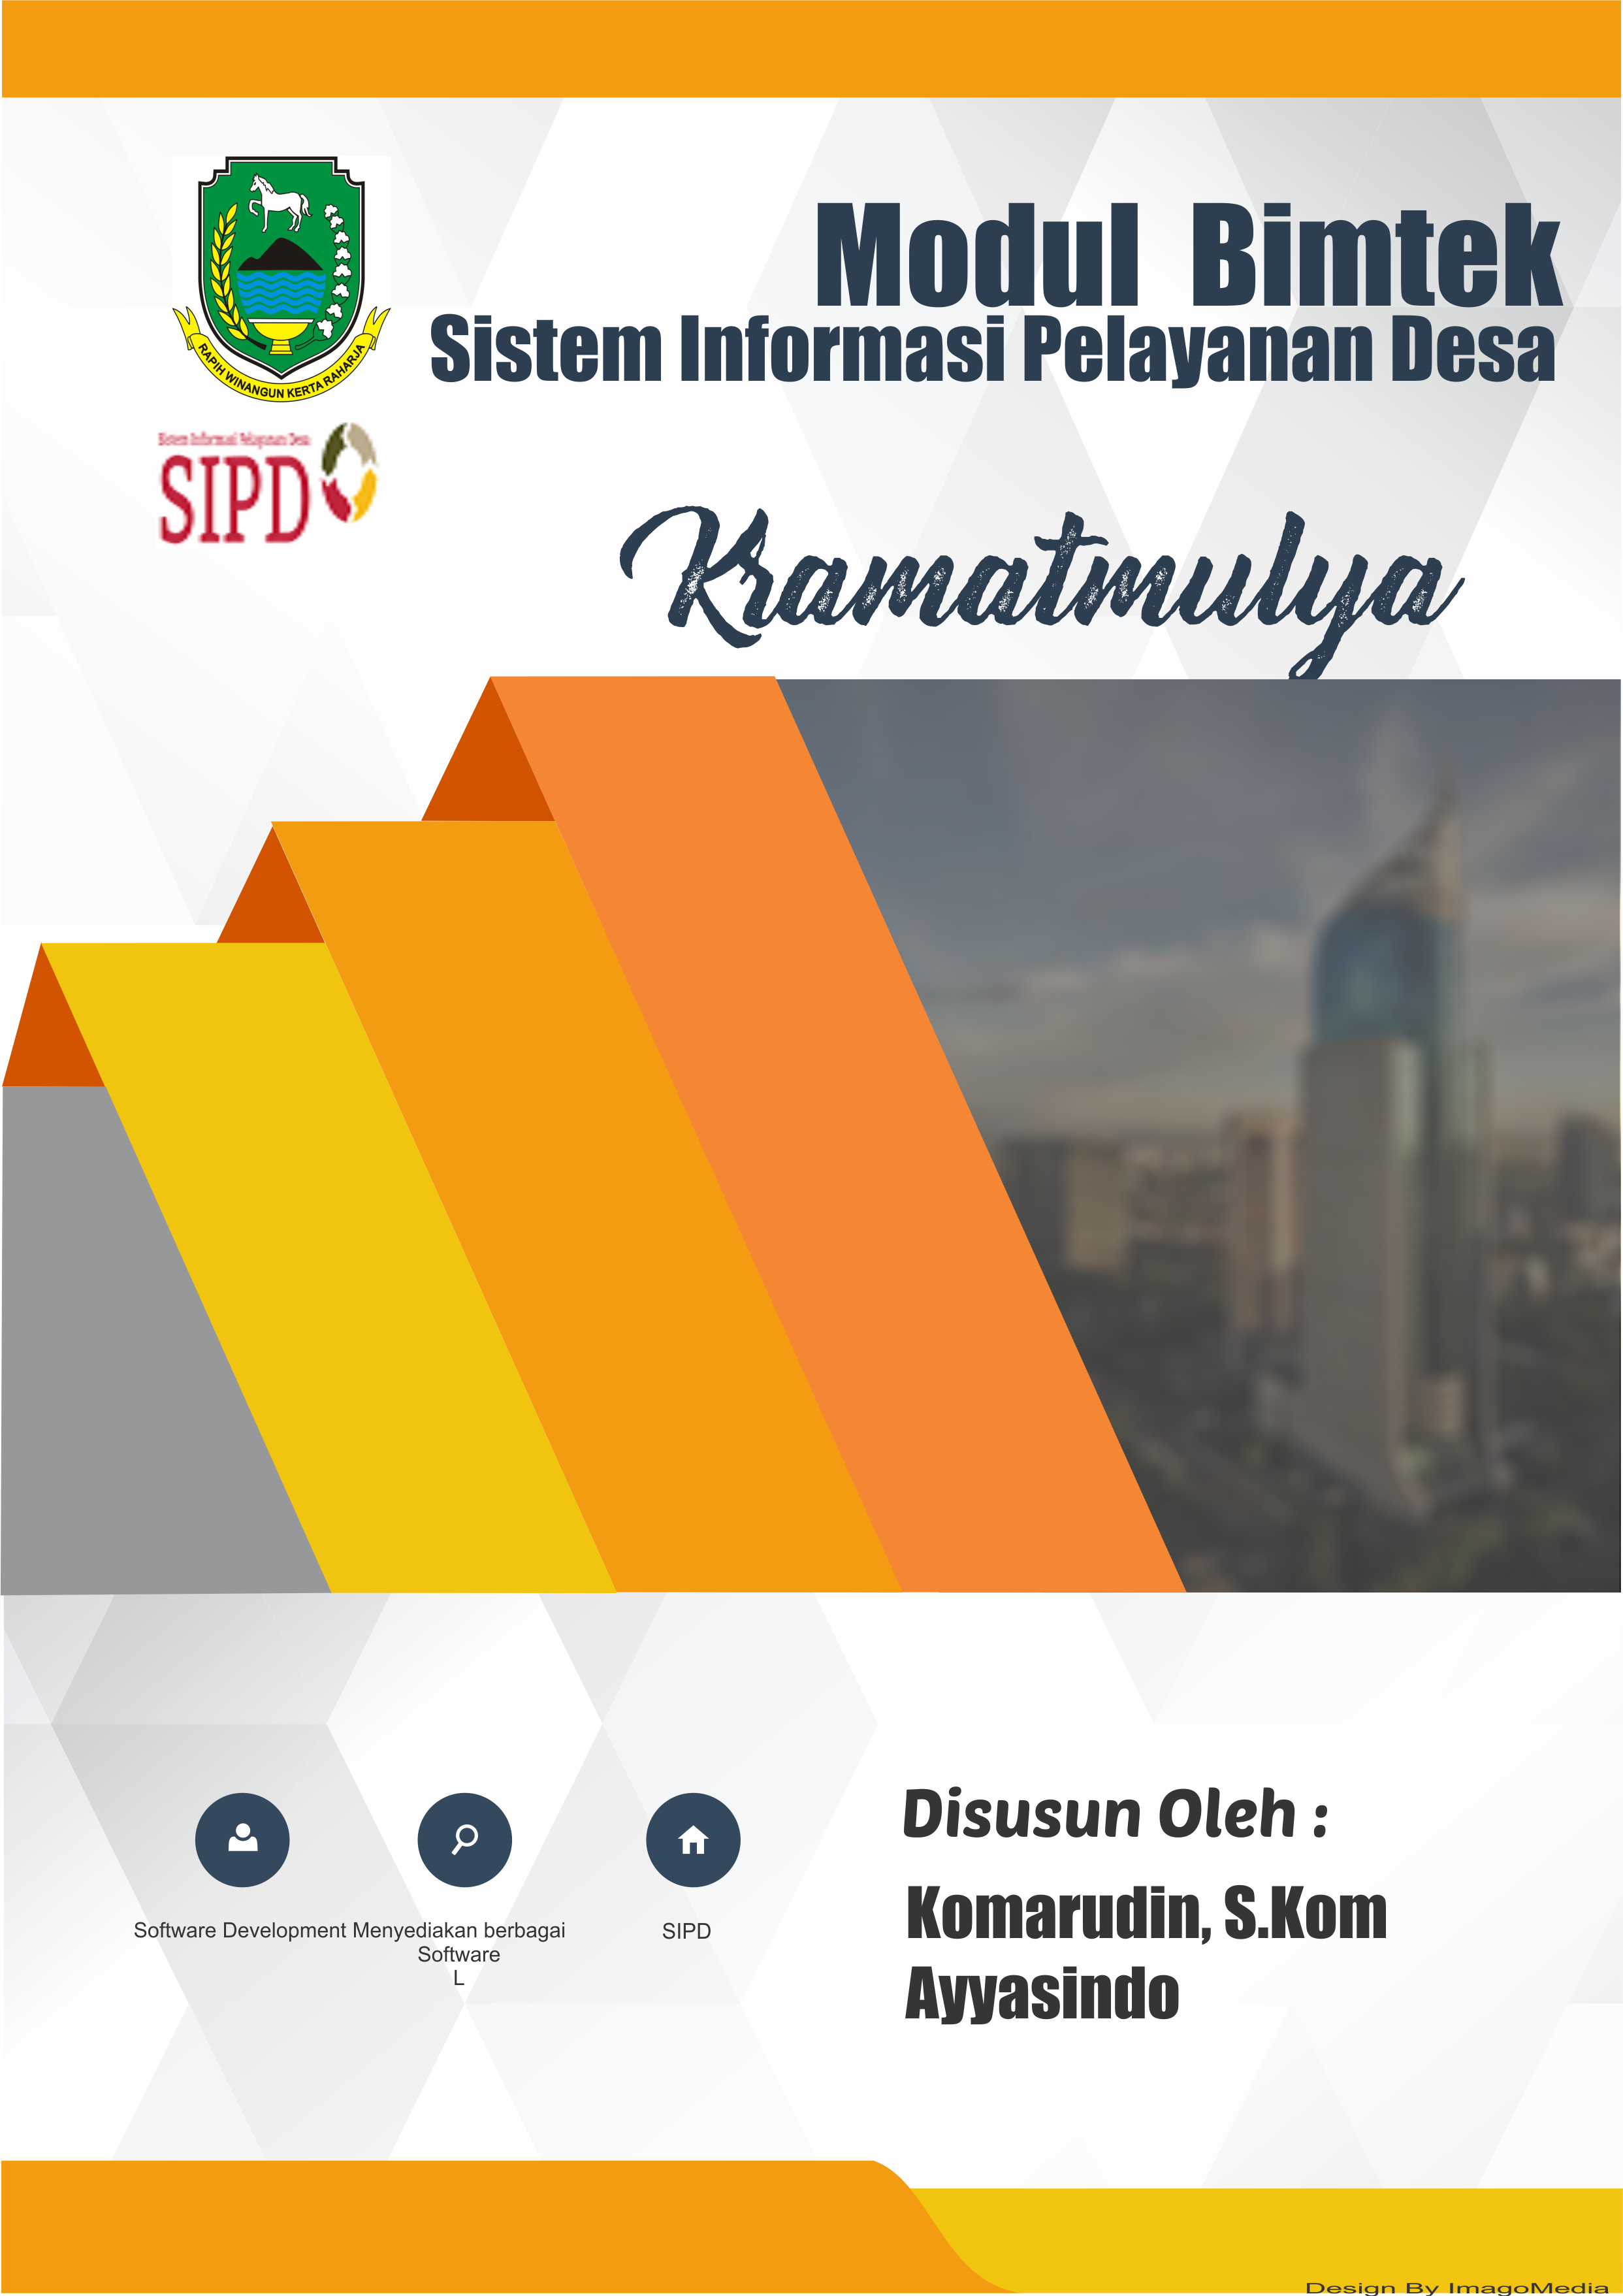 Modul Bimtek
Sistem Informasi Pelayanan Desa
RAPIH WINANGUN KERTA RAHARJA
Sistem Informasi Pelayanan Desa
SIPD
Kramatmulya
Software Development Menyediakan berbagai
Software
L
SIPD
Disusun Oleh :
Komarudin, S.Kom
Ayyasindo
Design By ImagoMedia